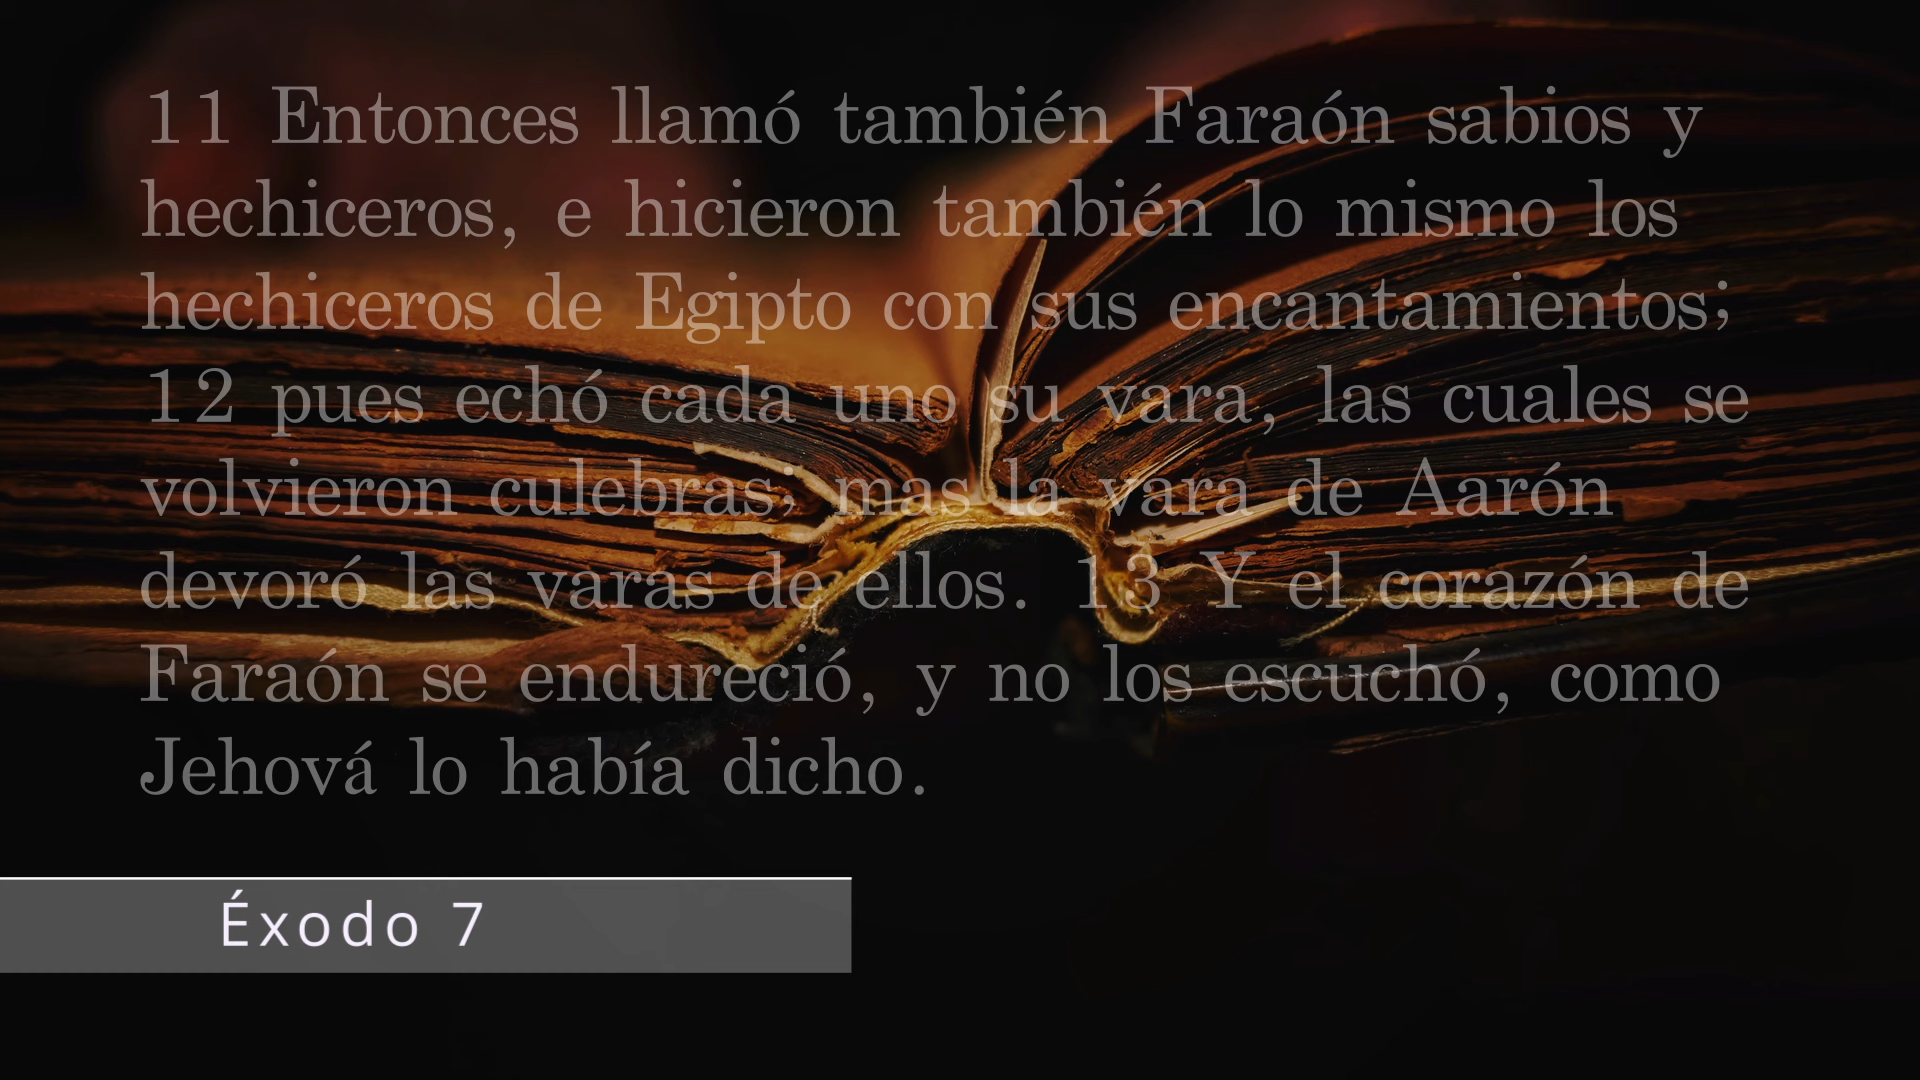 11 Entonces llamó también Faraón sabios y
hechiceros, e hicieron también lo mismo los
hechiceros de Egipto con sus encantamientos;
12 pues echó cada uno su vara, las cuales se
volvieron culebras; mas la vara de Aarón
devoró las varas de ellos. 13 Y el corazón de
Faraón se endureció, y no los escuchó, como
Jehová lo había dicho.
Éxodo 7